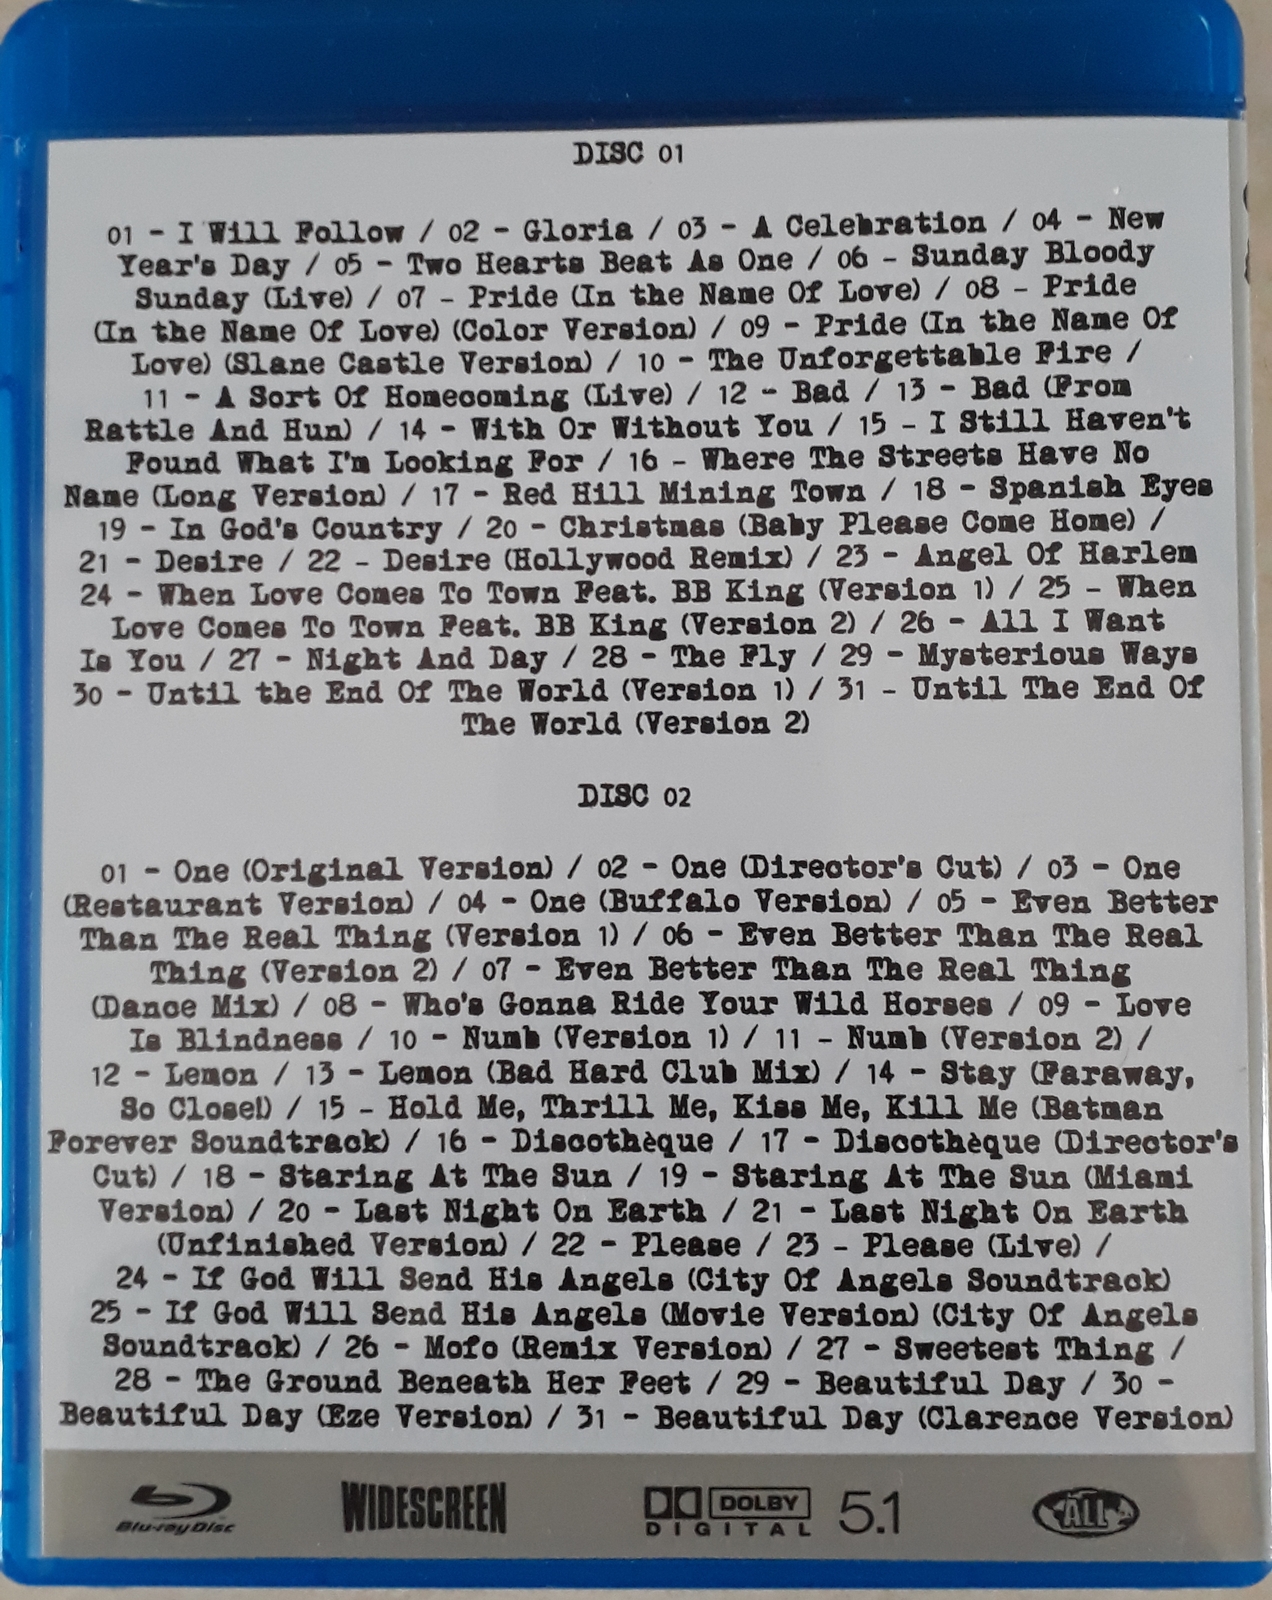 DISC 01
01 - I Will Follow / 02 - Gloria / 03 - A Celebration / 04 - New
Year's Day / 05 - Two Hearts Beat As One / 06 - Sunday Bloody
Sunday (Live) / 07 - Pride (In the Name Of Love) / 08 - Pride
(In the Name Of Love) (Color Version) / 09 - Pride (In the Name Of
Love) (Slane Castle Version) / 10 - The Unforgettable Fire /
11 - A Sort Of Homecoming (Live) / 12 - Bad / 13 - Bad (From
Rattle And Hun) / 14 - With Or Without You / 15 - I Still Haven't
Found What I'm Looking For / 16 - Where The Streets Have No
Name (Long Version) / 17 - Red Hill Mining Town / 18 - Spanish Eyes
19 - In God's Country / 20 - Christmas (Baby Please Come Home) /
21 - Desire / 22 - Desire (Hollywood Remix) / 23 - Angel Of Harlem
24 - When Love Comes To Town Feat. BB King (Version 1) / 25 - When
Love Comes To Town Feat. BB King (Version 2) / 26 - All I Want
Is You / 27 - Night And Day / 28 - The Fly / 29 - Mysterious Ways
30 - Until the End Of The World (Version 1) / 31 - Until The End Of
The World (Version 2)
DISC 02
01 - One (Original Version) / 02 - One (Director's Cut) / 03 - One
(Restaurant Version) / 04 - One (Buffalo Version) / 05 - Even Better
Than The Real Thing (Version 1) / 06 - Even Better Than The Real
Thing (Version 2) / 07 - Even Better Than The Real Thing
(Dance Mix) / 08 - Who's Gonna Ride Your Wild Horses / 09 - Love
Is Blindness / 10 - Numb (Version 1) / 11 - Numb (Version 2) /
12 - Lemon / 13 - Lemon (Bad Hard Club Mix) / 14 - Stay (Faraway,
So Close!) / 15 - Hold Me, Thrill Me, Kiss Me, Kill Me (Batman
Forever Soundtrack) / 16 - Discothèque / 17 - Discothèque (Director's
Cut) / 18 - Staring At The Sun / 19 - Staring At The Sun (Miami
Version) / 20 - Last Night On Earth / 21 - Last Night On Earth
(Unfinished Version) / 22 - Please / 23 - Please (Live) /
24 - If God Will Send His Angels (City Of Angels Soundtrack)
25 - If God Will Send His Angels (Movie Version) (City Of Angels
Soundtrack) / 26 - Mofo (Remix Version) / 27 - Sweetest Thing /
28 - The Ground Beneath Her Feet / 29 - Beautiful Day / 30 -
Beautiful Day (Eze Version) / 31 - Beautiful Day (Clarence Version)
Blu-ray Disc WIDESCREEN DOLBY DIGITAL 5.1 ALL